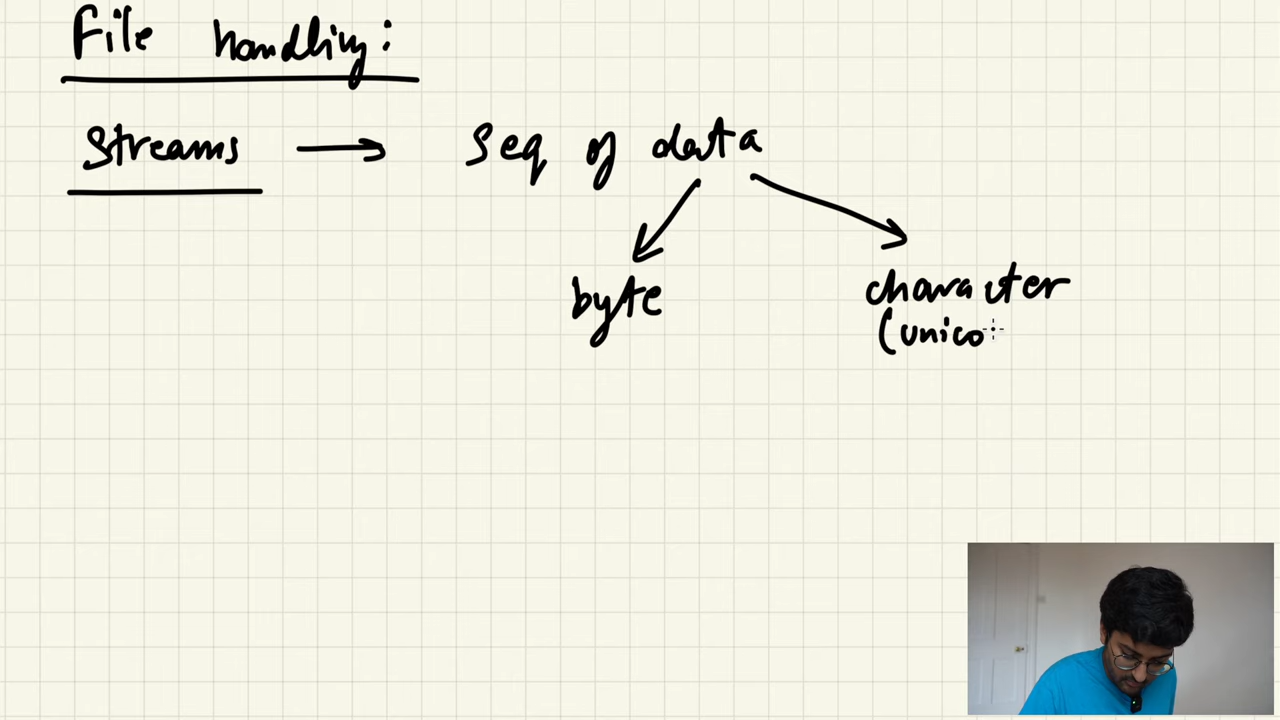 File handling:
Streams → Seq of data
byte character
(unico